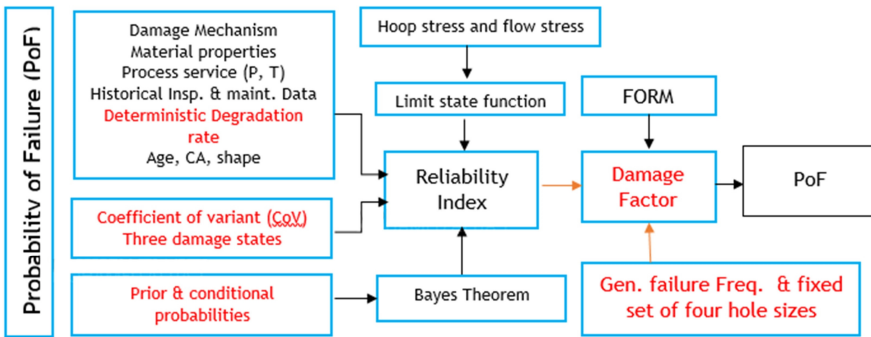 Probability of Failure (PoF)
Damage Mechanism
Material properties
Process service (P, T)
Historical Insp. & maint. Data
Deterministic Degradation
rate
Age, CA, shape
Coefficient of variant (CoV)
Three damage states
Prior & conditional
probabilities
Hoop stress and flow stress
Limit state function
Reliability
Index
Bayes Theorem
FORM
Damage
Factor
Gen. failure Freq. & fixed
set of four hole sizes
PoF